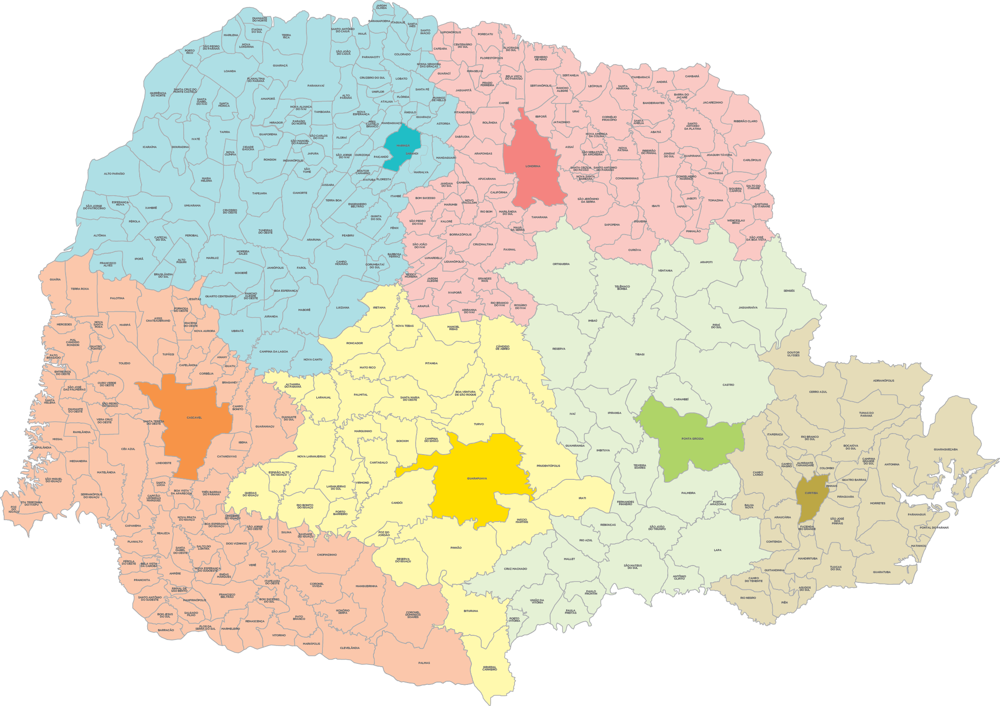 JARDIM
OLINDA
DIAMANTE
DO NORTE
PARANAPOEMA
ITAGUAJÉ
SANTA
INÊS
ITAÚNA
DO SUL
SANTO ANTÔNIO
DO CAIUÁ
INAJÁ
SANTO
INÁCIO
MARILENA
TERRA
RICA
SÃO PEDRO
DO PARANÁ
NOVA
LONDRINA
PORTO
RICO
SÃO JOÃO
DO CAIUÁ
PARANACITY
COLORADO
NOSSA SENHORA
DAS GRAÇAS
LOANDA
GUAIRAÇÁ
PLANALTINA
DO PARANÁ
CRUZEIRO DO SUL
LOBATO
PARANAVAÍ
SANTA CRUZ DO
MONTE CASTELO
QUERÊNCIA
DO NORTE
SANTA
ISABEL
DO IVAÍ
SANTA
MÔNICA
AMAPORÃ
ALTO
PARANÁ
UNIFLOR
SANTA FÉ
FLÓRIDA
ATALAIA
MUNHOZ
DE MELLO
NOVA ALIANÇA
DO IVAÍ
TAMBOARA
NOVA
ESPERANÇA
ÂNGULO
IGUARAÇU
MIRADOR
PARAÍSO
DO NORTE
PRES.
CASTELO
BRANCO
MANDAGUAÇÚ
ASTORGA
TAPIRA
GUAPOREMA
SÃO CARLOS
DO IVAÍ
FLORAÍ
IVATÉ
SÃO MANOEL
DO PARANÁ
MARINGÁ
ICARAÍMA
DOURADINA
CIDADE
GAÚCHA
NOVA
OLÍMPIA
JAPURA
SÃO JORGE
DO IVAÍ
OURIZONA
PAIÇANDÚ
SARANDI
MANDAGUARI
RONDON
INDIANÓPOLIS
SÃO
TOMÉ
DOUTOR
CAMARGO
IVATUBA
FLORESTA
MARIALVA
ALTO PARAÍSO
MARIA
HELENA
JUSSARA
TAPEJARA
CIANORTE
TERRA BOA
ENGENHEIRO
BELTRÃO
ITAMBÉ
SÃO JORGE
DO PATROCÍNIO
ESPERANÇA
NOVA
XAMBRÊ
UMUARAMA
CRUZEIRO
DO OESTE
PÉROLA
QUINTA
DO SOL
FÊNIX
ALTÔNIA
CAFEZAL
DO SUL
PEROBAL
TUNEIRAS
DO OESTE
ARARUNA
PEABIRU
FRANCISCO
ALVES
IPORÃ
ALTO
PIQUIRI
MARILUZ
MOREIRA
SALES
BARBOSA
FERRAZ
BRASILÂNDIA
DO SUL
GOIOERÊ
JANIÓPOLIS
FAROL
CAMPO
MOURÃO
CORUMBATAÍ
DO SUL
QUARTO CENTENÁRIO
RANCHO
ALEGRE
DO OESTE
BOA ESPERANÇA
MABORÊ
LUIZIANA
JURANDA
UBIRATÃ
CAMPINA DA LAGOA
NOVA CANTU
LUPIONÓPOLIS
PORECATU
CAFEARA
CENTENÁRIO
DO SUL
ALVORADA
DO SUL
FLORESTÓPOLIS
PRIMEIRO
DE MAIO
GUARACÍ
MIRASELVA
PRADO
FERREIRA
BELA VISTA
DO PARAÍSO
SERTANEJA
ITAMBARACÁ
CAMBARÁ
ANDIRÁ
JAGUAPITÃ
SERTANÓPOLIS
RANCHO
ALEGRE
LEÓPOLIS
SANTA
MARIANA
BARRA DO
JACARÉ
JACAREZINHO
CAMBÉ
BANDEIRANTES
PITANGUEIRAS
ROLÂNDIA
IBIPORÃ
URAÍ
JATAIZINHO
CORNÉLIO
PROCÓPIO
SANTA
AMÉLIA
SANTO
ANTONIO
DA PLATINA
RIBEIRÃO CLARO
ABATIÁ
SABÁUDIA
NOVA AMÉRICA
DA COLINA
ARAPONGAS
ASSAÍ
SÃO SEBASTIÃO
DA AMOREIRA
NOVA
FÁTIMA
RIBEIRÃO
DO PINHAL
JUNDIAÍ
DO SUL
GUAPIRAMA
JOAQUIM TÁVORA
CARLÓPOLIS
LONDRINA
SANTA CECÍLIA
DO PAVÃO
SANTO ANTONIO
DO PARAÍSO
QUATIGUÁ
JANDAIA
DO SUL
CAMBIRA
APUCARANA
NOVA SANTA
BARBARA
CONGONHINHAS
CONSELHEIRO
MAIRINCK
CALIFÓRNIA
SIQUEIRA
CAMPOS
SALTO DO
ITARARÉ
BOM SUCESSO
MARUMBI
NOVO
ITACOLOMI
SÃO JERÔNIMO
DA SERRA
JABOTI
TOMAZINA
IBAITI
JAPIRA
SANTANA
DO ITARARÉ
RIO BOM
MARILÂNDIA
DO SUL
SÃO PEDRO
DO IVAÍ
KALORÉ
TAMARANA
SAPOPEMA
FIGUEIRA
WENCESLAU
BRAZ
MAUÁ
DA SERRA
PINHALÃO
BORRAZÓPOLIS
SÃO JOÃO
DO IVAÍ
CRUZMALTINA
FAXINAL
SÃO JOSÉ
DA BOA VISTA
CURIÚVA
LUNARDELLI
LIDIANÓPOLIS
GODOY
MOREIRA
JARDIM
ALEGRE
GRANDES
RIOS
IVAIPORÃ
ARAPUÃ
ARIRANHA
DO IVAÍ
RIO BRANCO
DO IVAI
ROSÁRIO
DO ÍVAI
ORTIGUEIRA
VENTANIA
ARAPOTI
TELÊMACO
BORBA
SENGÉS
JAGUARIAÍVA
IMBAÚ
PIRAÍ
DO SUL
RESERVA
TIBAGI
CASTRO
CARAMBEÍ
IVAÍ
IPIRANGA
PONTA GROSSA
GUAMIRANGA
IMBITUVA
TEIXEIRA
SOARES
PALMEIRA
FERNANDES
PINHEIRO
PORTO
AMAZONAS
REBOUÇAS
SÃO JOÃO
DO TRIUNFO
RIO AZUL
LAPA
MALLET
CRUZ MACHADO
SÃO MATEUS
DO SUL
ANTÔNIO
OLINTO
PAULO
FRONTIN
UNIÃO DA
VITÓRIA
PAULA
FREITAS
PORTO
VITÓRIA
GUAÍRA
TERRA ROXA
PALOTINA
JESUÍTAS
FORMOSA
DO OESTE
ASSIS
CHATEAUBRIAND
MERCEDES
NOVA
SANTA
ROSA
MARIPÁ
IRACEMA
DO OESTE
NOVA AURORA
MAL
CÂNDIDO
RONDON
QUATRO
PONTES
PATO
BRAGADO
TUPÃSSI
ANAHY
TOLEDO
CAFELÂNDIA
IGUATU
ENTRE RIOS
DO OESTE
CORBÉLIA
OURO VERDE
DO OESTE
BRAGANEY
SÃO JOSÉ
DAS PALMEIRAS
SANTA
HELENA
SÃO PEDRO
DO IGUAÇU
CAMPO
BONITO
DIAMANTE
DO OESTE
VERA CRUZ
DO OESTE
SANTA TEREZA
DO OESTE
CASCAVEL
DIAMANTE
DO SUL
GUARANIAÇU
RAMILÂNDIA
MISSAL
IBEMA
ITAIPULÂNDIA
CÉU AZUL
CATANDUVAS
MEDIANEIRA
LINDOESTE
MATELÂNDIA
SÃO MIGUEL
DO IGUAÇU
SANTA
LÚCIA
SERRANÓPOLIS
DO IGUAÇU
CAPITÃO
LEÔNIDAS
MARQUES
BOA VISTA
DA APARECIDA
TRÊS BARRAS
DO PARANÁ
STA TEREZINHA
DO ITAIPU
FOZ
DO
IGUAÇU
NOVA PRATA
DO IGUAÇU
CRUZEIRO
DO IGUAÇU
CAPANEMA
BOA ESPERANÇA
DO IGUAÇU
SÃO JORGE
DO OESTE
REALEZA
SULINA
SAUDADE
DO IGUAÇU
PLANALTO
SANTA
ISABEL
DO OESTE
SALTO DO
LONTRA
DOIS VIZINHOS
SÃO JOÃO
CHOPINZINHO
PÉROLA
DO OESTE
BELA VISTA
DA CAROBA
VERÊ
NOVA ESPERANÇA
DO SUDOESTE
ENÉAS
MARQUES
AMPÉRE
PRANCHITA
ITAPEJARA
DO OESTE
CORONEL
VIVIDA
MANGUEIRINHA
PINHAL DE
SÃO BENTO
SANTO ANTÔNIO
DO SUDESTE
MANFRINÓPOLIS
FRANCISCO
BELTRÃO
BOM SUCESSO
DO SUL
BOM JESUS
DO SUL
SALGADO
FILHO
HONÓRIO
SERPA
CORONEL
DOMINGOS
SOARES
BARRACÃO
FLOR DA
SERRA DO SUL
MARMELEIRO
RENASCENÇA
PATO
BRANCO
VITORINO
MARIÓPOLIS
CLEVELÂNDIA
PALMAS
IRETAMA
NOVA TEBAS
MANOEL
RIBAS
RONCADOR
CÂNDIDO
DE ABREU
MATO RICO
PITANGA
ALTAMIRA
DO PARANÁ
LARANJAL
PALMITAL
SANTA MARIA
DO OESTE
BOA VENTURA
DE SÃO ROQUE
TURVO
MARQUINHO
GOIOXIM
CAMPINA
DO SIMÃO
NOVA LARANJEIRAS
CANTAGALO
PRUDENTÓPOLIS
ESPIGÃO ALTO
DO IGUAÇU
GUARAPUAVA
VIRMOND
LARANJEIRAS
DO SUL
QUEDAS
DO IGUAÇU
IRATI
RIO BONITO
DO IGUAÇU
PORTO
BARREIRO
CANDÓI
INÁCIO
MARTINS
FOZ DO
JORDÃO
PINHÃO
RESERVA
DO IGUAÇU
BITURUNA
GENERAL
CARNEIRO
DOUTOR
ULYSSES
ADRIANÓPOLIS
CERRO AZUL
TUNAS DO
PARANÁ
ITAPERUÇU
RIO BRANCO
DO SUL
BOCAIÚVA
DO SUL
GUARAQUEÇABA
CAMPO
MAGRO
ALMIRANTE
TAMANDARÉ
CAMPINA
GRANDE
DO SUL
ANTONINA
CAMPO
LARGO
COLOMBO
QUATRO BARRAS
PINHAIS
CURITIBA
PIRAQUARA
BALSA
NOVA
MORRETES
ARAUCÁRIA
SÃO JOSÉ
DOS
PINHAIS
PARANAGUÁ
FAZENDA
RIO GRANDE
PONTAL DO PARANÁ
CONTENDA
MATINHOS
MANDIRITUBA
QUITANDINHA
TIJUCAS
DO SUL
GUARATUBA
CAMPO
DO TENENTE
AGUDOS
DO SUL
RIO NEGRO
PIÊN